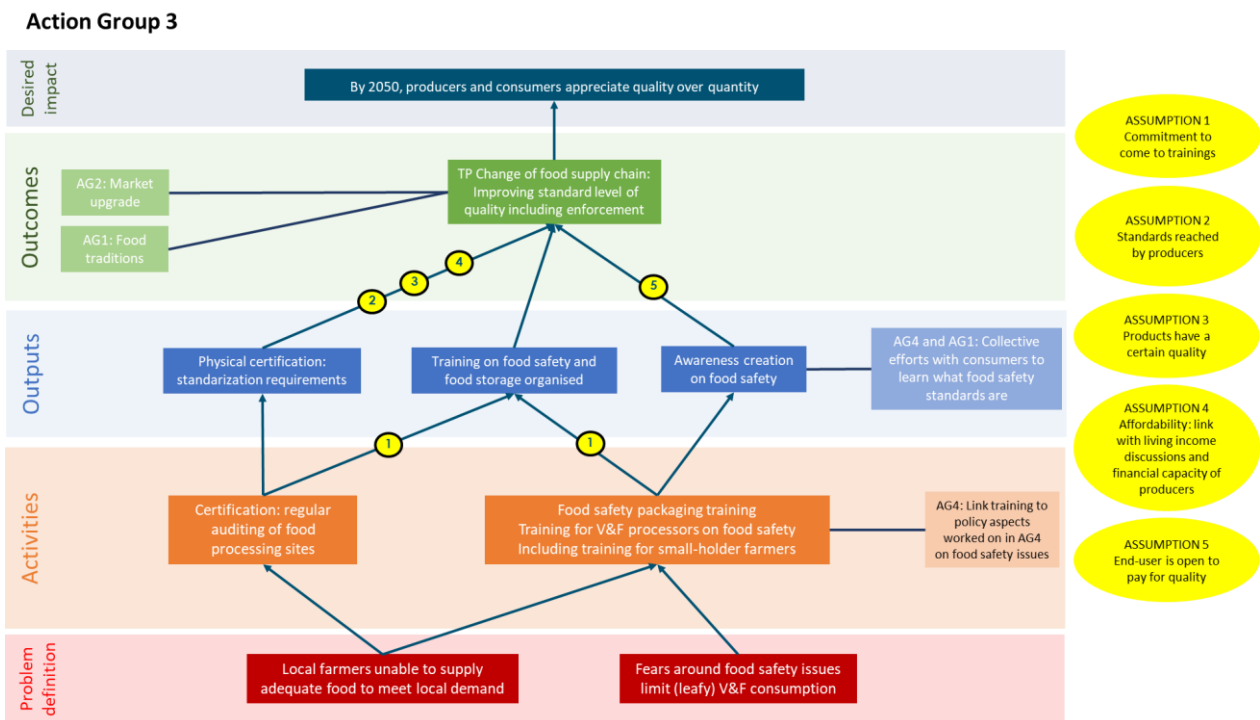 Action Group 3
Desired
impact
By 2050, producers and consumers appreciate quality over quantity
Outcomes
AG2: Market
upgrade
AG1: Food
traditions
TP Change of food supply chain:
Improving standard level of
quality including enforcement
4
3
2
5
Outputs
Physical certification:
standarization requirements
Training on food safety and
food storage organised
Awareness creation
on food safety
AG4 and AG1: Collective
efforts with consumers to
learn what food safety
standards are
1
1
Activities
Certification: regular
auditing of food
processing sites
Food safety packaging training
Training for V&F processors on food safety
Including training for small-holder farmers
AG4: Link training to
policy aspects
worked on in AG4
on food safety issues
Problem
definition
Local farmers unable to supply
adequate food to meet local demand
Fears around food safety issues
limit (leafy) V&F consumption
ASSUMPTION 1
Commitment to
come to trainings
ASSUMPTION 2
Standards reached
by producers
ASSUMPTION 3
Products have a
certain quality
ASSUMPTION 4
Affordability: link
with living income
discussions and
financial capacity of
producers
ASSUMPTION 5
End-user is open to
pay for quality